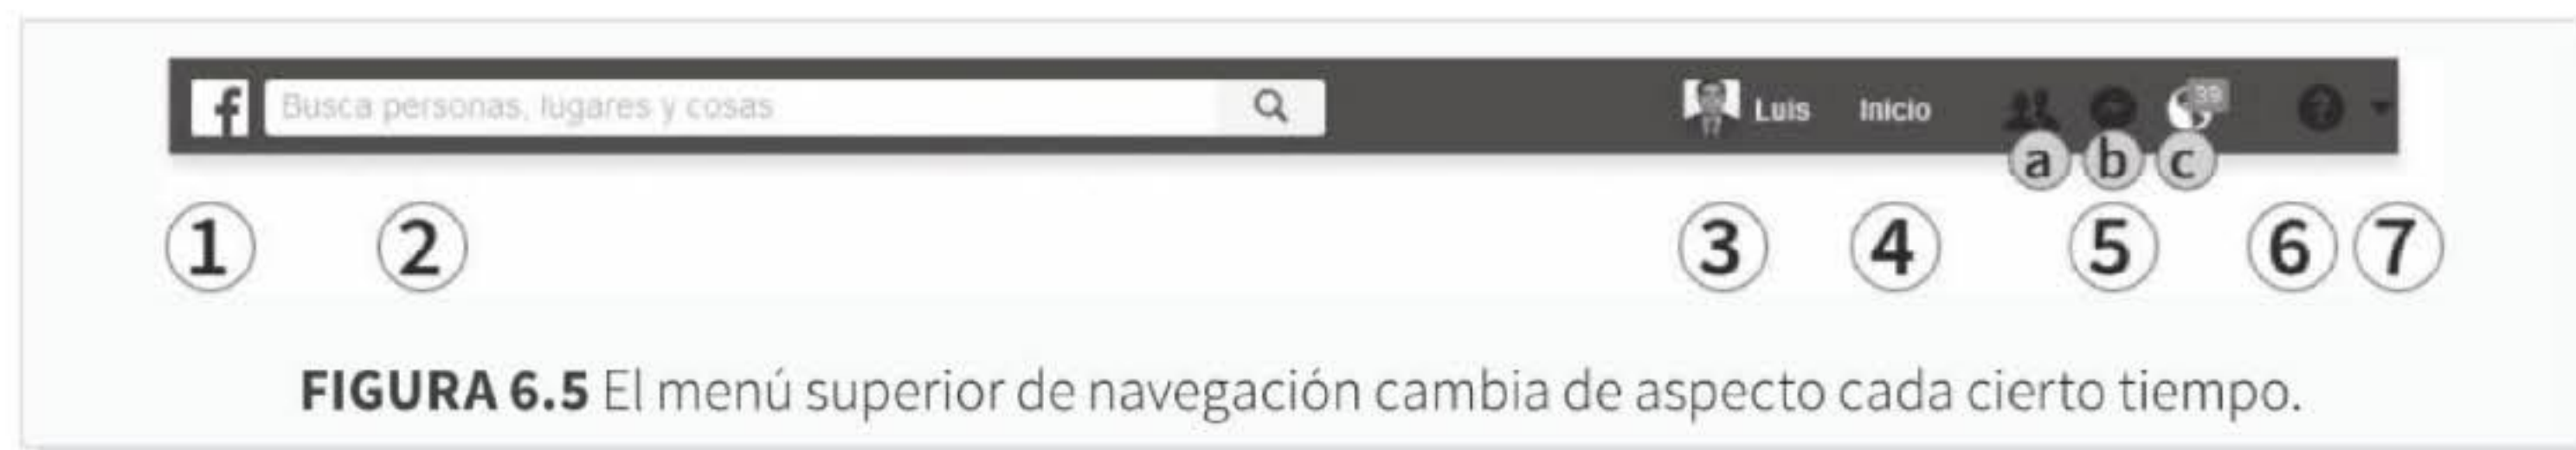 f Busca personas, lugares y cosas Luis Inicio 39 ?
a b c
1 2 3 4 5 6 7
FIGURA 6.5 El menú superior de navegación cambia de aspecto cada cierto tiempo.